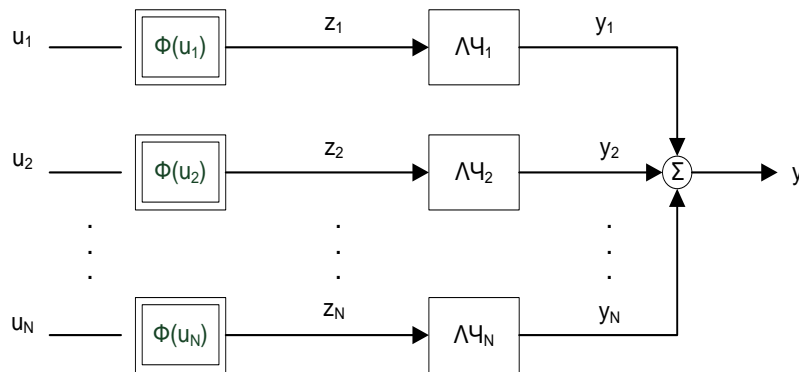 u₁ Φ(u₁) z₁ ΛЧ₁ y₁
u₂ Φ(u₂) z₂ ΛЧ₂ y₂ Σ y
. . .
. . .
. . .
u_N Φ(u_N) z_N ΛЧ_N y_N